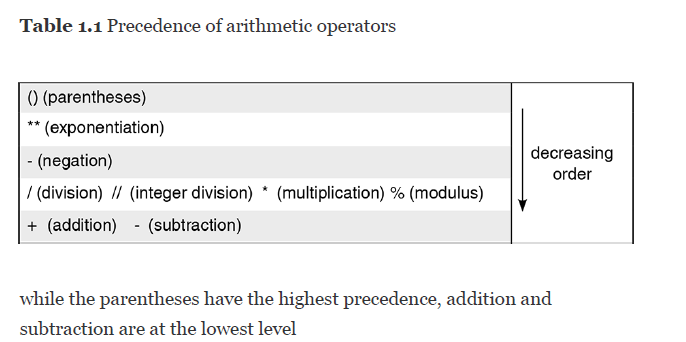 Table 1.1 Precedence of arithmetic operators
() (parentheses)
** (exponentiation)
- (negation)
/ (division) // (integer division) * (multiplication) % (modulus)
+ (addition) - (subtraction)
decreasing
order
while the parentheses have the highest precedence, addition and
subtraction are at the lowest level